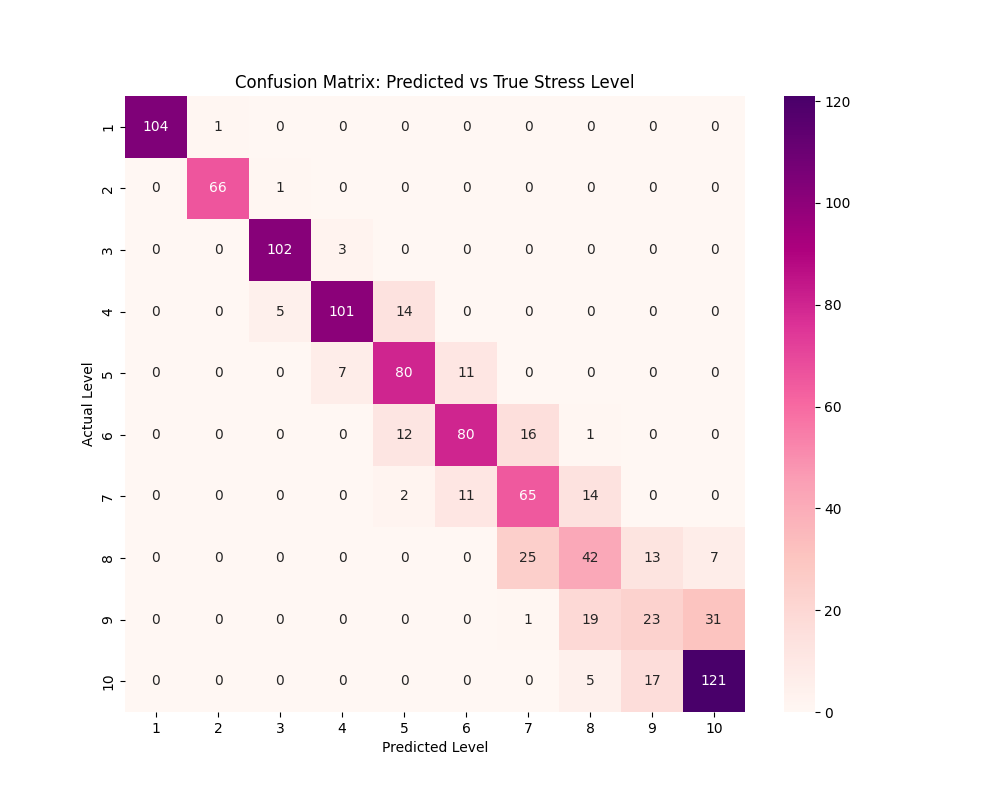 Confusion Matrix: Predicted vs True Stress Level
1 104 1 0 0 0 0 0 0 0 0
2 0 66 1 0 0 0 0 0 0 0
3 0 0 102 3 0 0 0 0 0 0
4 0 0 5 101 14 0 0 0 0 0
5 0 0 0 7 80 11 0 0 0 0
6 0 0 0 0 12 80 16 1 0 0
7 0 0 0 0 2 11 65 14 0 0
8 0 0 0 0 0 0 25 42 13 7
9 0 0 0 0 0 0 1 19 23 31
10 0 0 0 0 0 0 0 5 17 121
1 2 3 4 5 6 7 8 9 10
Predicted Level
Actual Level
120
100
80
60
40
20
0